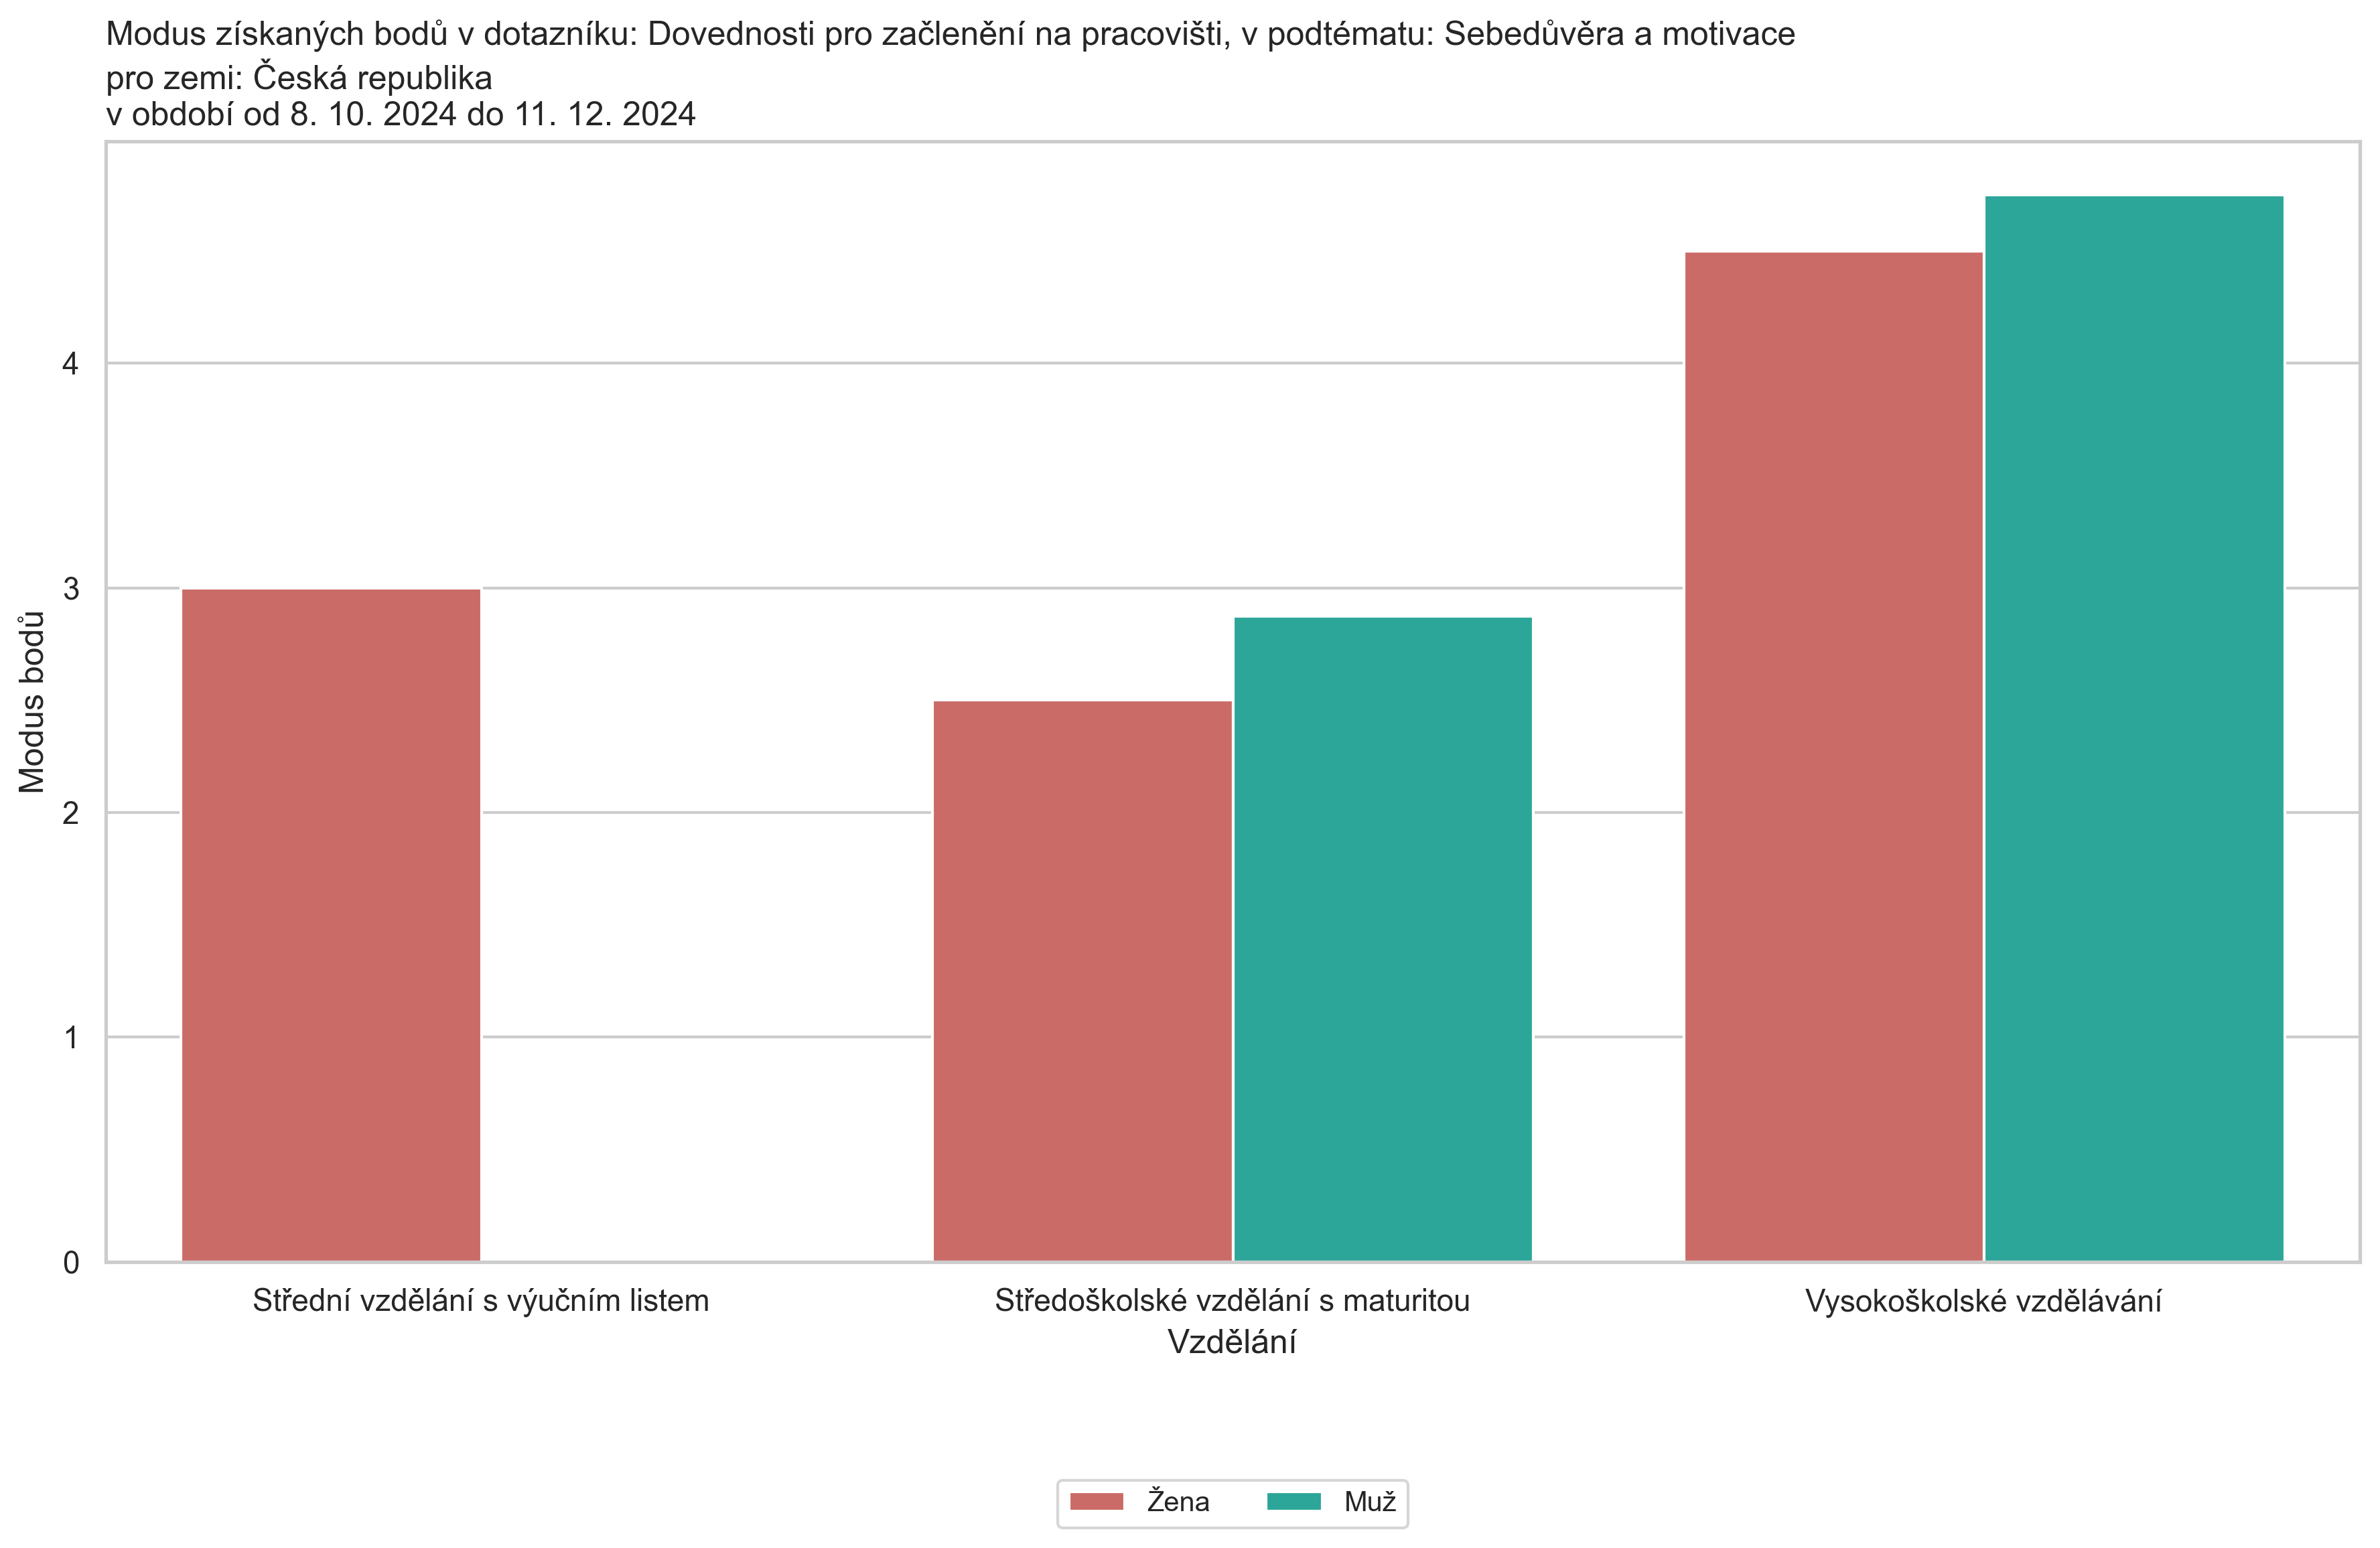 Modus získaných bodů v dotazníku: Dovednosti pro začlenění na pracovišti, v podtématu: Sebedůvěra a motivace
pro zemi: Česká republika
v období od 8. 10. 2024 do 11. 12. 2024
Modus bodů
4
3
2
1
0
Střední vzdělání s výučním listem
Středoškolské vzdělání s maturitou
Vysokoškolské vzdělávání
Vzdělání
Žena
Muž